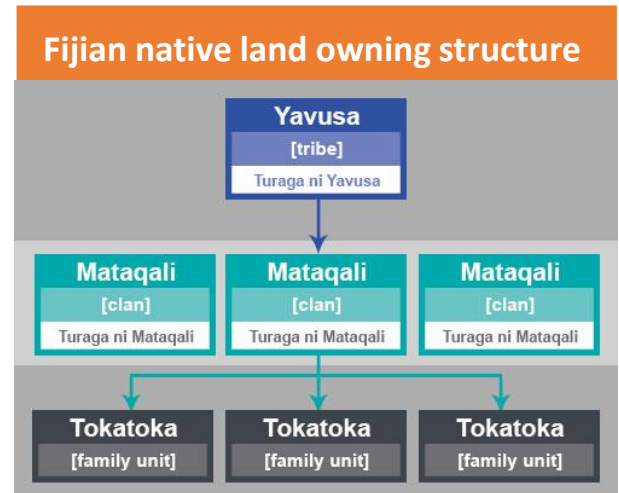 Fijian native land owning structure
Yavusa
[tribe]
Turaga ni Yavusa
Mataqali
[clan]
Turaga ni Mataqali
Mataqali
[clan]
Turaga ni Mataqali
Mataqali
[clan]
Turaga ni Mataqali
Tokatoka
[family unit]
Tokatoka
[family unit]
Tokatoka
[family unit]